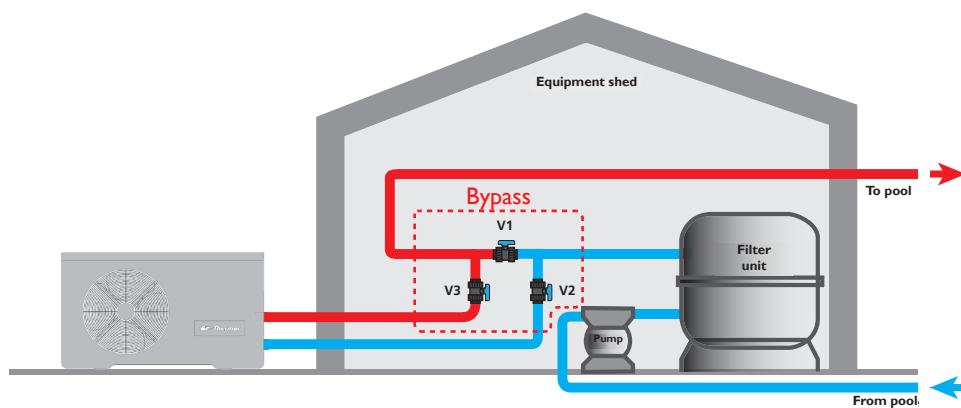 Equipment shed
To pool
Bypass
V1
Filter
unit
V3
V2
Pump
From pool